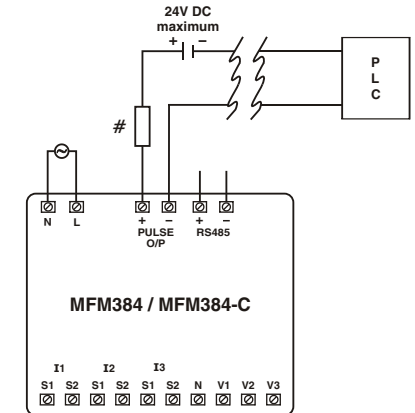 24V DC
maximum
+ −
P
L
C
#
N L + − + −
PULSE RS485
O/P
MFM384 / MFM384-C
I1 I2 I3
S1 S2 S1 S2 S1 S2 N V1 V2 V3